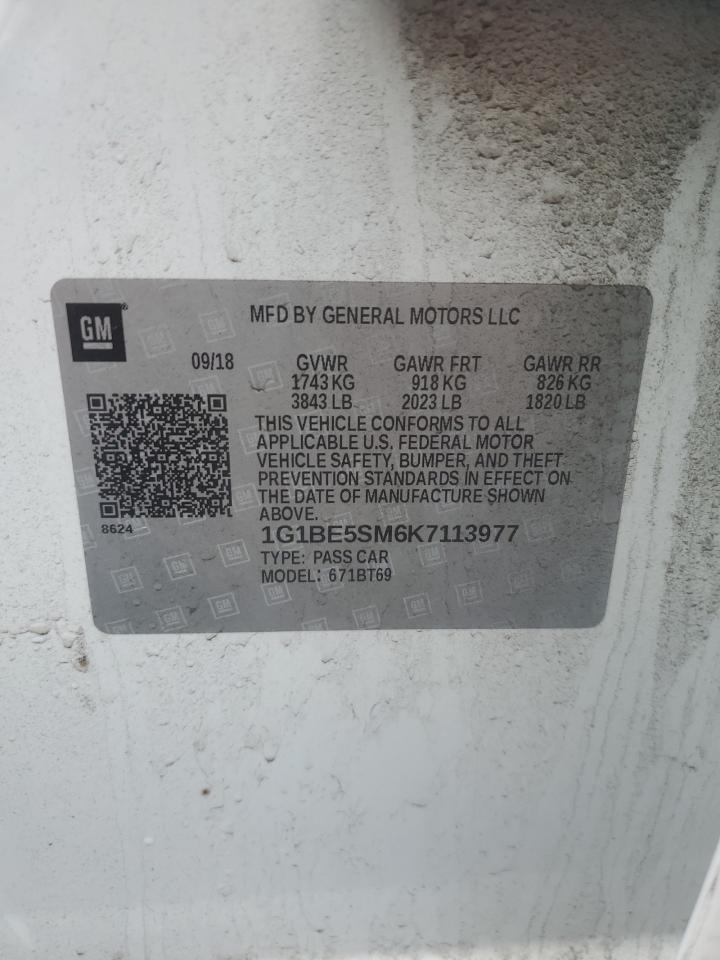 GM
MFD BY GENERAL MOTORS LLC
09/18 GVWR GAWR FRT GAWR RR
1743 KG 918 KG 826 KG
3843 LB 2023 LB 1820 LB
THIS VEHICLE CONFORMS TO ALL
APPLICABLE U.S. FEDERAL MOTOR
VEHICLE SAFETY, BUMPER, AND THEFT
PREVENTION STANDARDS IN EFFECT ON
THE DATE OF MANUFACTURE SHOWN
ABOVE.
8624
1G1BE5SM6K7113977
TYPE: PASS CAR
MODEL: 671BT69